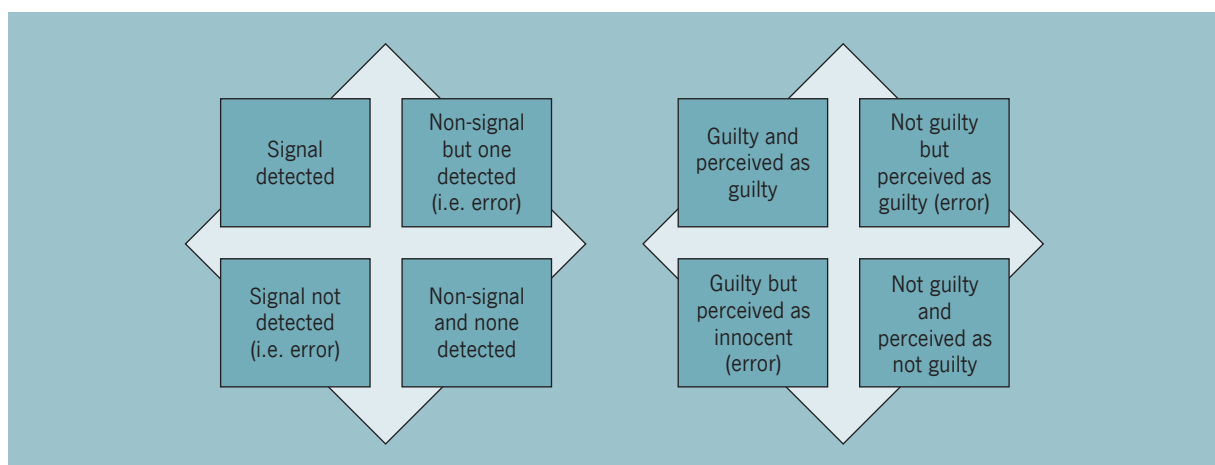 Signal
detected
Non-signal
but one
detected
(i.e. error)
Signal not
detected
(i.e. error)
Non-signal
and none
detected
Guilty and
perceived as
guilty
Not guilty
but
perceived as
guilty (error)
Guilty but
perceived as
innocent
(error)
Not guilty
and
perceived as
not guilty